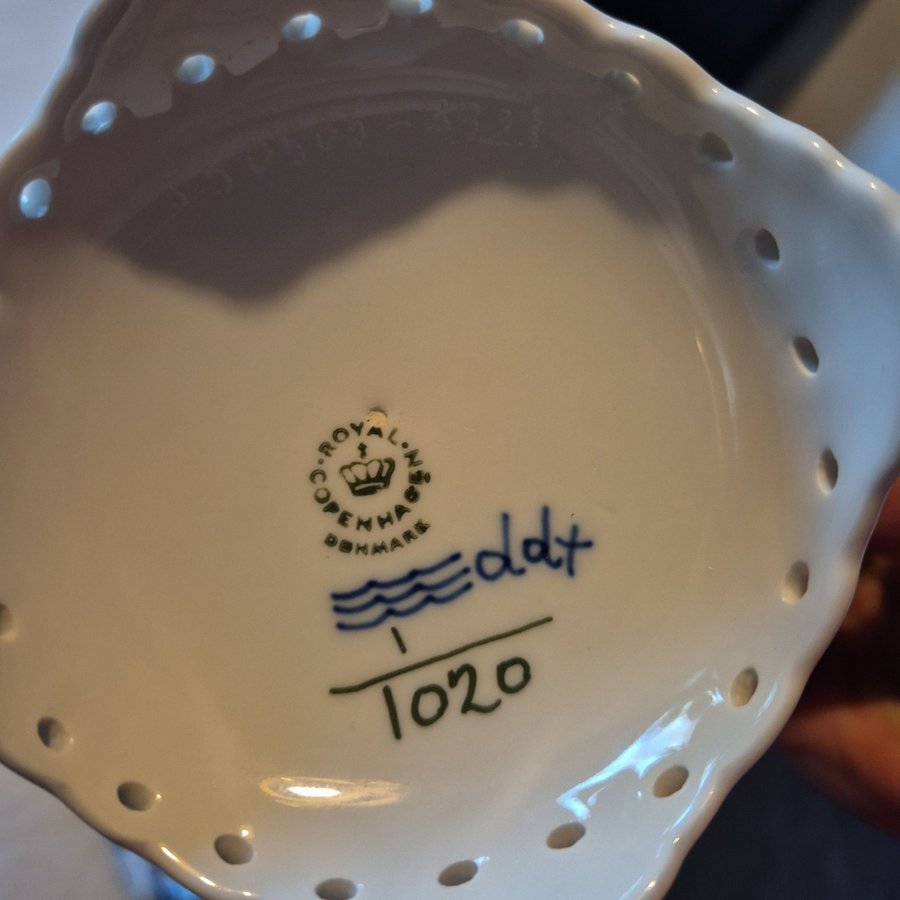 ROYAL COPENHAGEN
DENMARK
ddt
1
1020